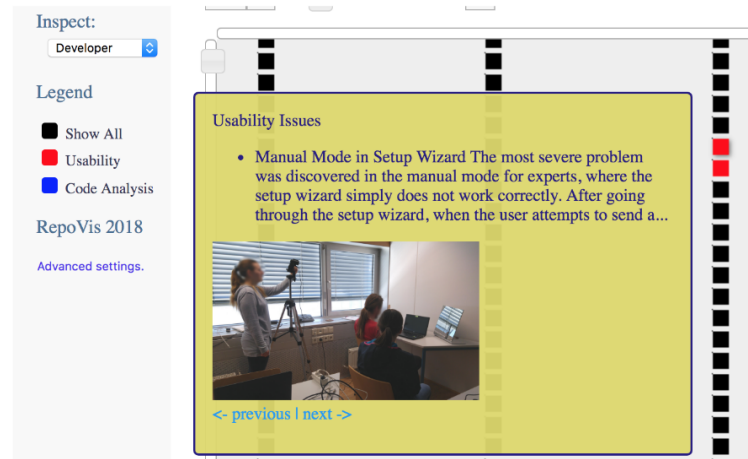 Inspect:
Developer
Legend
Show All
Usability
Code Analysis
RepoVis 2018
Advanced settings.
Usability Issues
• Manual Mode in Setup Wizard The most severe problem
was discovered in the manual mode for experts, where the
setup wizard simply does not work correctly. After going
through the setup wizard, when the user attempts to send a...
<- previous | next ->